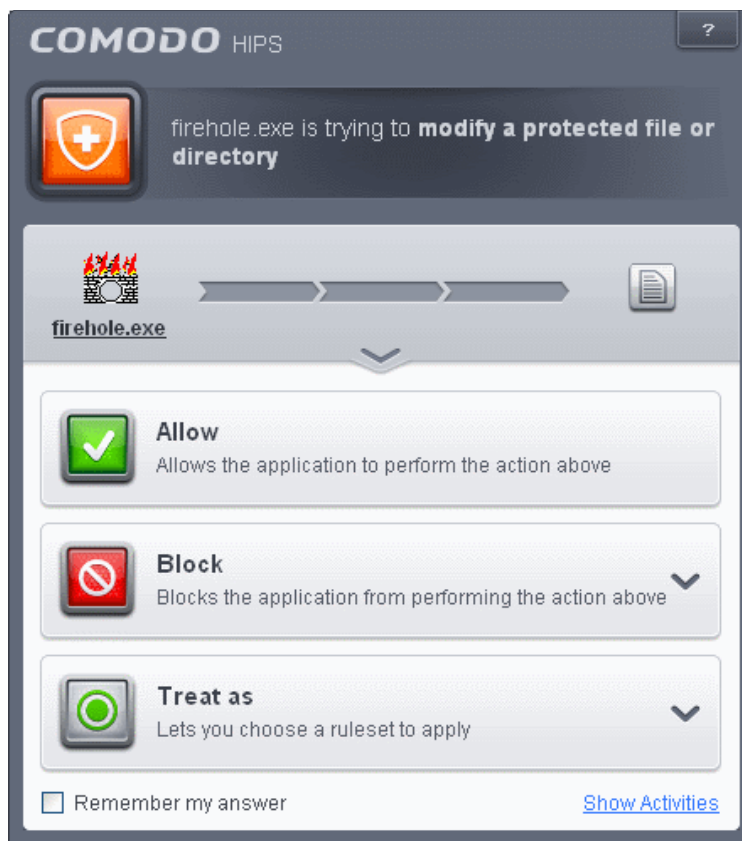 COMODO HIPS
?
firehole.exe is trying to modify a protected file or
directory
firehole.exe
Allow
Allows the application to perform the action above
Block
Blocks the application from performing the action above
Treat as
Lets you choose a ruleset to apply
Remember my answer
Show Activities